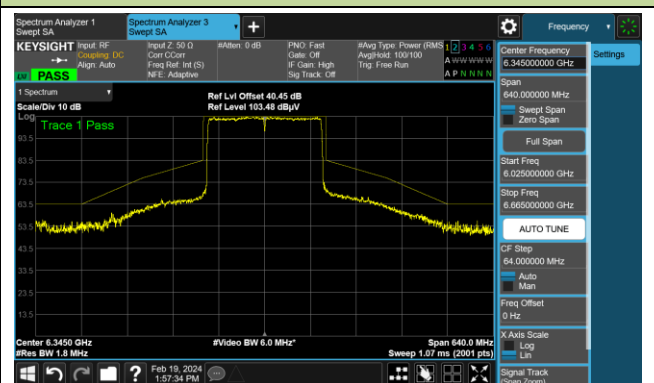 Spectrum Analyzer 1
Swept SA
Spectrum Analyzer 3
Swept SA
Frequency
KEYSIGHT
Input: RF
Coupling: DC
Align: Auto
Input Z: 50 Ω
Corr CCorr
Freq Ref: Int (S)
NFE: Adaptive
#Atten: 0 dB
PNO: Fast
Gate: Off
IF Gain: High
Sig Track: Off
#Avg Type: Power (RMS
Avg|Hold: 100/100
Trig: Free Run
1 2 3 4 5 6
A W W W W W
A P N N N N
PASS
1 Spectrum
Scale/Div 10 dB
Ref Lvl Offset 40.45 dB
Ref Level 103.48 dBµV
Log
Trace 1 Pass
93.5
83.5
73.5
63.5
53.5
43.5
33.5
23.5
13.5
Center 6.3450 GHz
#Res BW 1.8 MHz
#Video BW 6.0 MHz*
Span 640.0 MHz
Sweep 1.07 ms (2001 pts)
Center Frequency
6.345000000 GHz
Settings
Span
640.000000 MHz
Swept Span
Zero Span
Full Span
Start Freq
6.025000000 GHz
Stop Freq
6.665000000 GHz
AUTO TUNE
CF Step
64.000000 MHz
Auto
Man
Freq Offset
0 Hz
X Axis Scale
Log
Lin
Signal Track
(Span Zoom)
Feb 19, 2024
1:57:34 PM